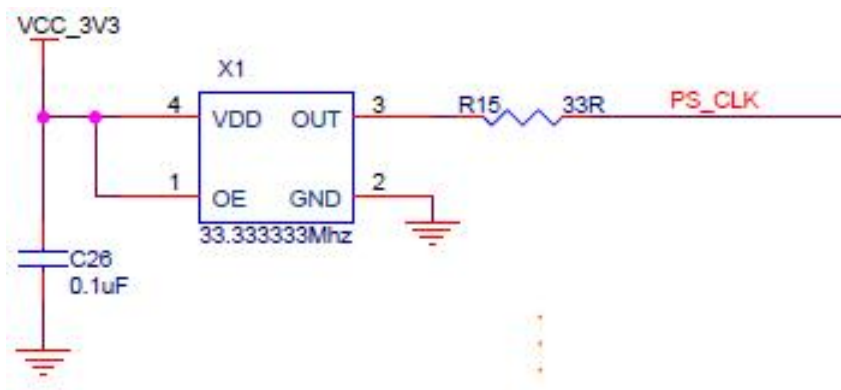 VCC_3V3
X1
4 VDD OUT 3 R15 33R PS_CLK
1 OE GND 2
33.333333Mhz
C26
0.1uF